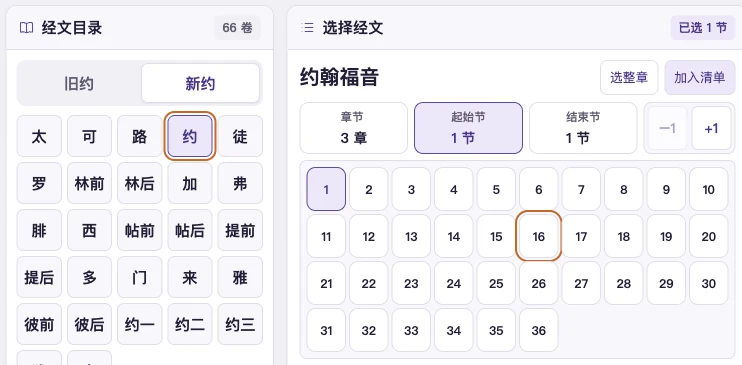 经文目录
66 卷
旧约
新约
太 可 路 约 徒
罗 林前 林后 加 弗
腓 西 帖前 帖后 提前
提后 多 门 来 雅
彼前 彼后 约一 约二 约三
选择经文
已选 1 节
约翰福音
选整章
加入清单
章节
3 章
起始节
1 节
结束节
1 节
−1
+1
1 2 3 4 5 6 7 8 9 10
11 12 13 14 15 16 17 18 19 20
21 22 23 24 25 26 27 28 29 30
31 32 33 34 35 36